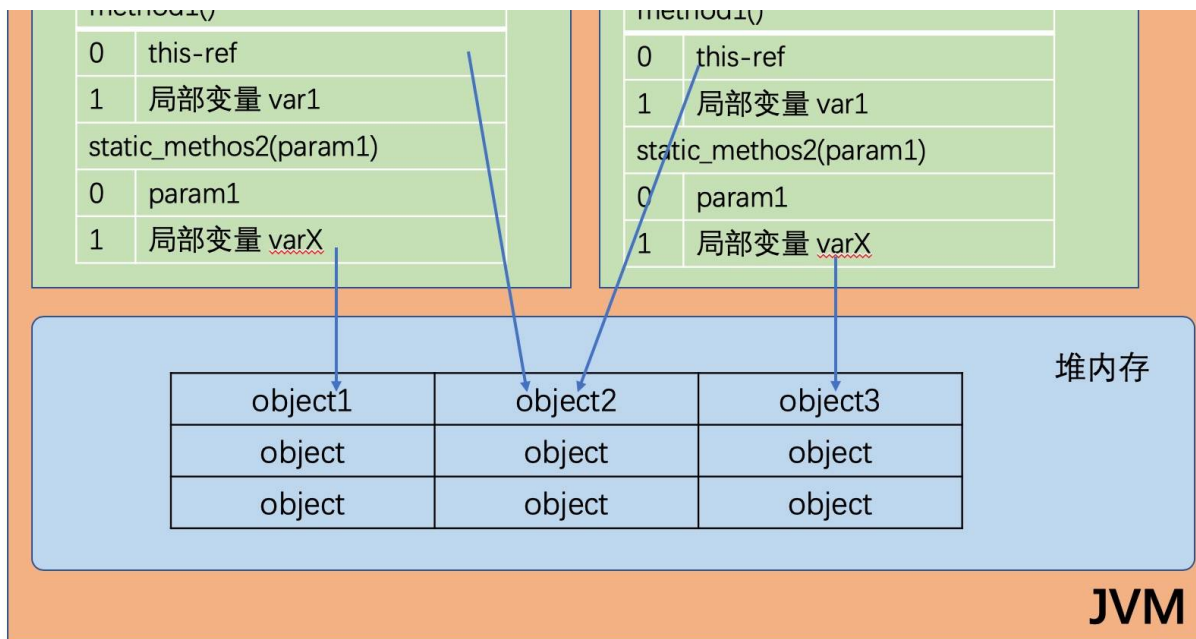 method1()
0 this-ref
1 局部变量 var1
static_methos2(param1)
0 param1
1 局部变量 varX
method1()
0 this-ref
1 局部变量 var1
static_methos2(param1)
0 param1
1 局部变量 varX
堆内存
object1 object2 object3
object object object
object object object
JVM